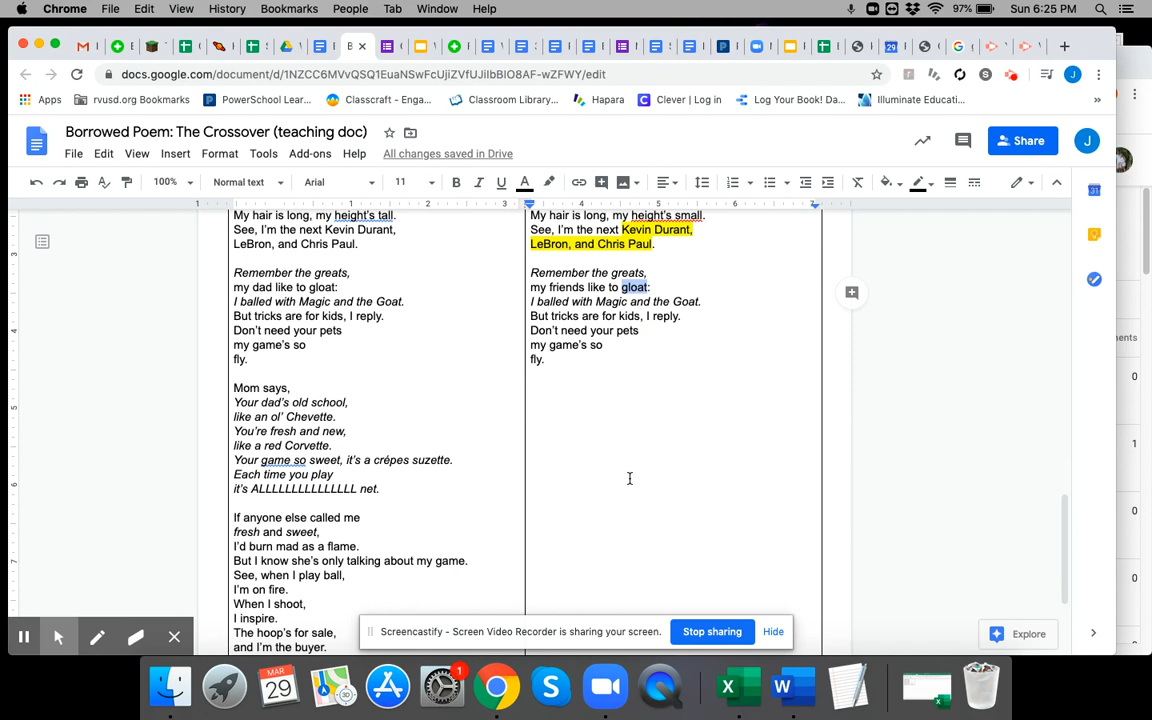 Chrome File Edit View History Bookmarks People Tab Window Help 97% Sun 6:25 PM
docs.google.com/document/d/1NZCC6MVvQSQ1EuaNSwFcUjiZVfUJiIbBIO8AF-wZFWY/edit
Apps rvusd.org Bookmarks PowerSchool Lear... Classcraft - Enga... Classroom Library... Hapara Clever | Log in Log Your Book! Da... Illuminate Educati...
Borrowed Poem: The Crossover (teaching doc)
File Edit View Insert Format Tools Add-ons Help All changes saved in Drive
Share
100% Normal text Arial 11
My hair is long, my height's tall.
See, I'm the next Kevin Durant,
LeBron, and Chris Paul.
Remember the greats,
my dad like to gloat:
I balled with Magic and the Goat.
But tricks are for kids, I reply.
Don't need your pets
my game's so
fly.
Mom says,
Your dad's old school,
like an ol' Chevette.
You're fresh and new,
like a red Corvette.
Your game so sweet, it's a crépes suzette.
Each time you play
it's ALLLLLLLLLLLLLLL net.
If anyone else called me
fresh and sweet,
I'd burn mad as a flame.
But I know she's only talking about my game.
See, when I play ball,
I'm on fire.
When I shoot,
I inspire.
The hoop's for sale,
and I'm the buyer.
My hair is long, my height's small.
See, I'm the next Kevin Durant,
LeBron, and Chris Paul.
Remember the greats,
my friends like to gloat:
I balled with Magic and the Goat.
But tricks are for kids, I reply.
Don't need your pets
my game's so
fly.
Screencastify - Screen Video Recorder is sharing your screen. Stop sharing Hide
Explore
MAR
29